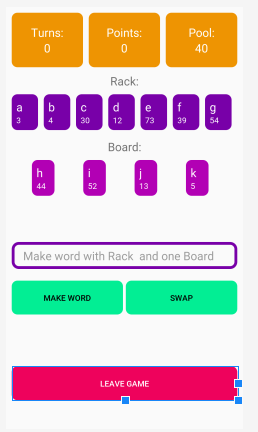 Turns: Points: Pool:
0 0 40
Rack:
a b c d e f g
3 4 30 12 73 39 54
Board:
h i j k
44 52 13 5
Make word with Rack and one Board
MAKE WORD SWAP
LEAVE GAME